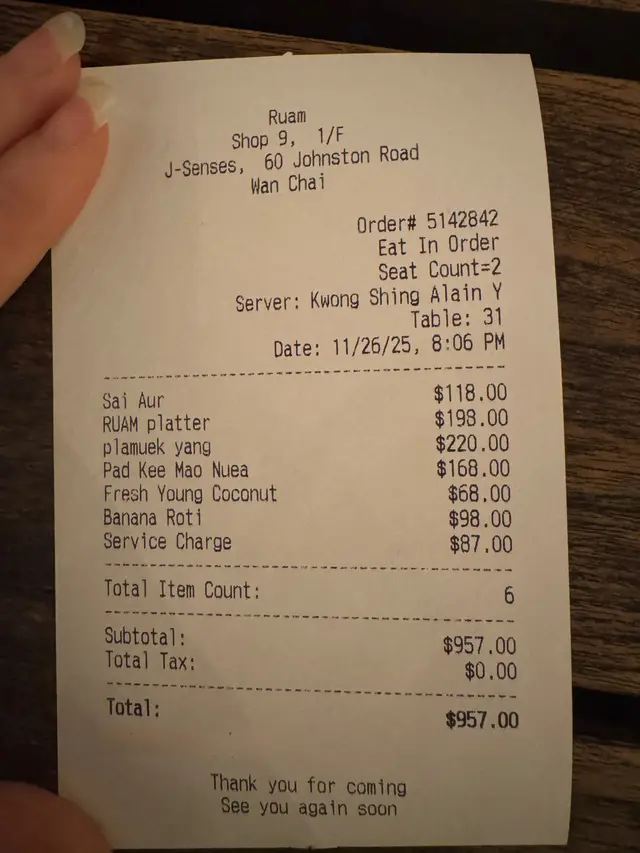 Ruam
Shop 9, 1/F
J-Senses, 60 Johnston Road
Wan Chai
Order# 5142842
Eat In Order
Seat Count=2
Server: Kwong Shing Alain Y
Table: 31
Date: 11/26/25, 8:06 PM
Sai Aur $118.00
RUAM platter $198.00
plamuek yang $220.00
Pad Kee Mao Nuea $168.00
Fresh Young Coconut $68.00
Banana Roti $98.00
Service Charge $87.00
Total Item Count: 6
Subtotal: $957.00
Total Tax: $0.00
Total: $957.00
Thank you for coming
See you again soon